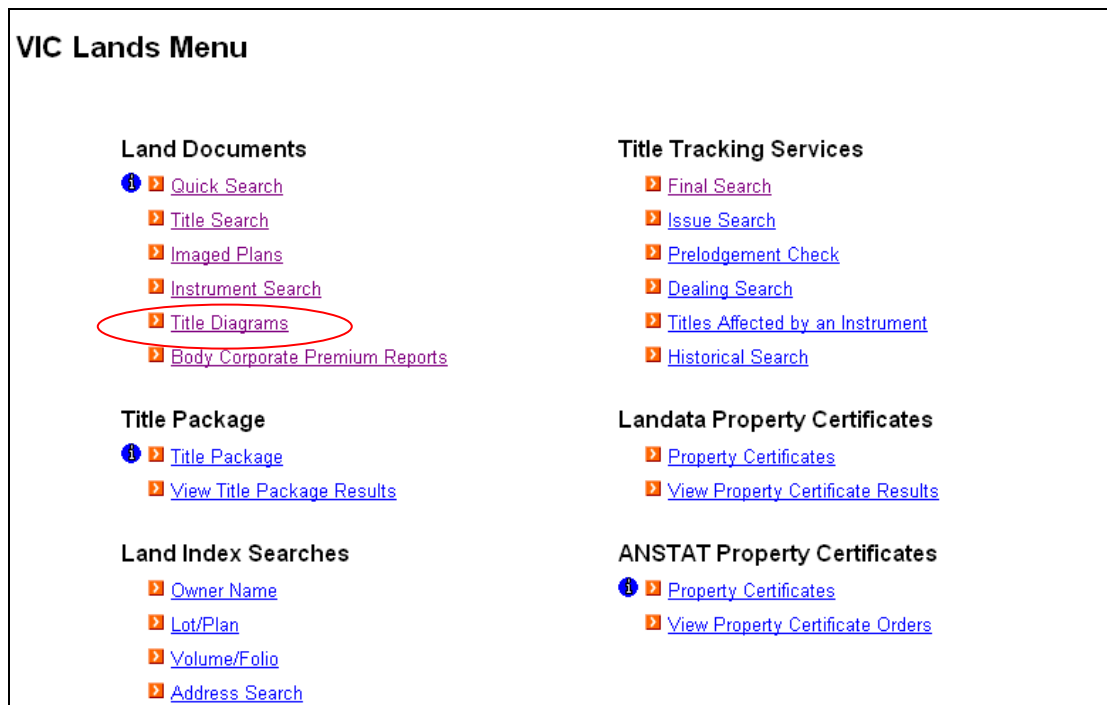 VIC Lands Menu
Land Documents
Quick Search
Title Search
Imaged Plans
Instrument Search
Title Diagrams
Body Corporate Premium Reports
Title Tracking Services
Final Search
Issue Search
Prelodgement Check
Dealing Search
Titles Affected by an Instrument
Historical Search
Title Package
Title Package
View Title Package Results
Landata Property Certificates
Property Certificates
View Property Certificate Results
Land Index Searches
Owner Name
Lot/Plan
Volume/Folio
Address Search
ANSTAT Property Certificates
Property Certificates
View Property Certificate Orders